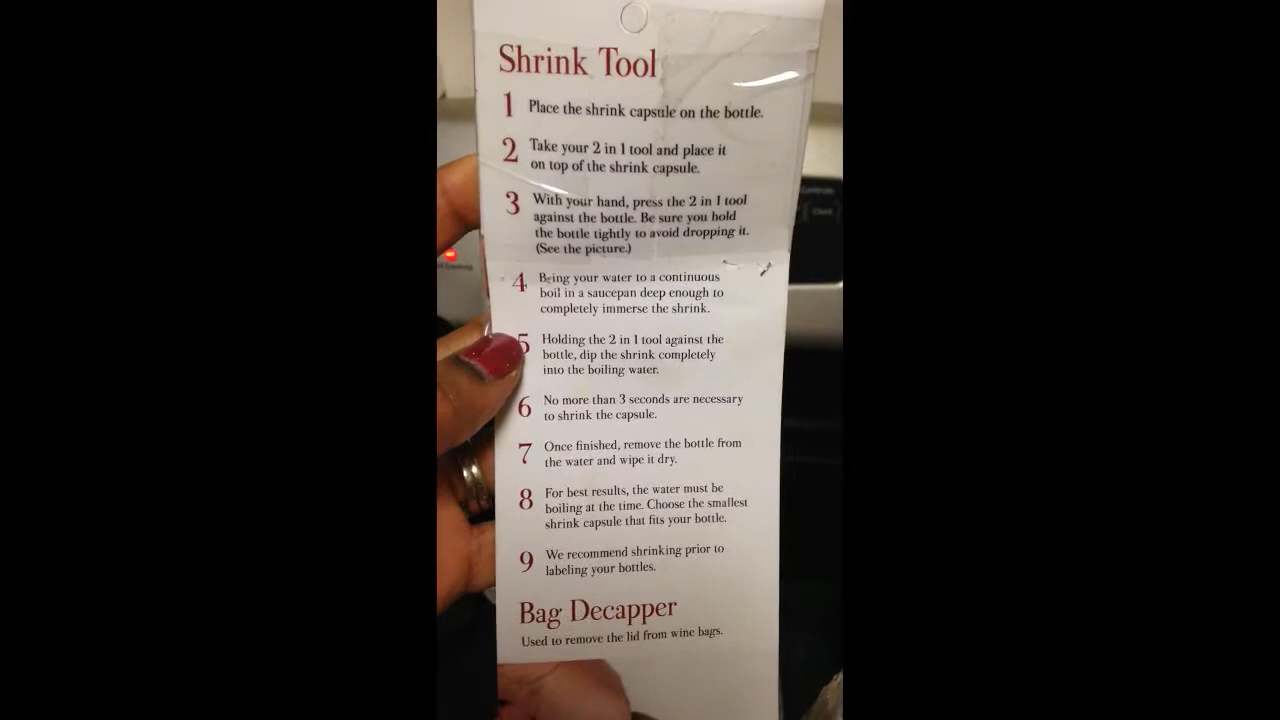 Shrink Tool
1 Place the shrink capsule on the bottle.
2 Take your 2 in 1 tool and place it
on top of the shrink capsule.
3 With your hand, press the 2 in 1 tool
against the bottle. Be sure you hold
the bottle tightly to avoid dropping it.
(See the picture.)
4 Bring your water to a continuous
boil in a saucepan deep enough to
completely immerse the shrink.
5 Holding the 2 in 1 tool against the
bottle, dip the shrink completely
into the boiling water.
6 No more than 3 seconds are necessary
to shrink the capsule.
7 Once finished, remove the bottle from
the water and wipe it dry.
8 For best results, the water must be
boiling at the time. Choose the smallest
shrink capsule that fits your bottle.
9 We recommend shrinking prior to
labeling your bottles.
Bag Decapper
Used to remove the lid from wine bags.
Controls
Clock